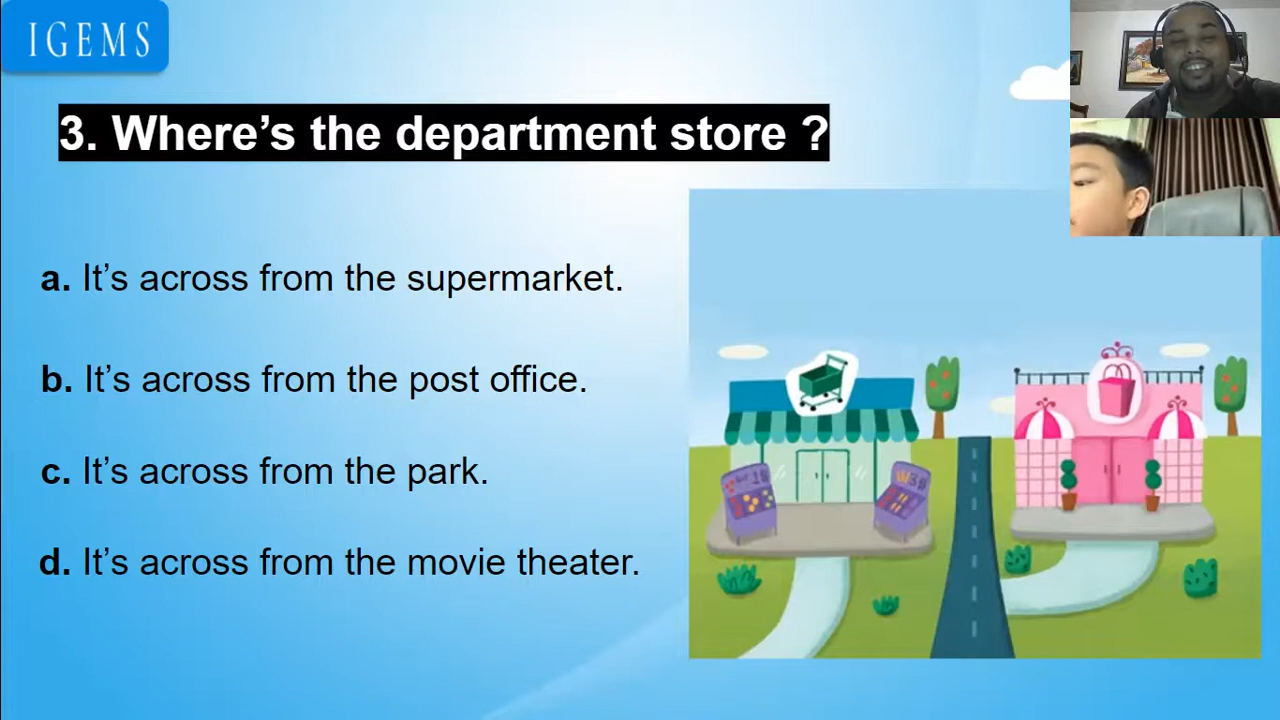 IGEMS
3. Where’s the department store ?
a. It’s across from the supermarket.
b. It’s across from the post office.
c. It’s across from the park.
d. It’s across from the movie theater.